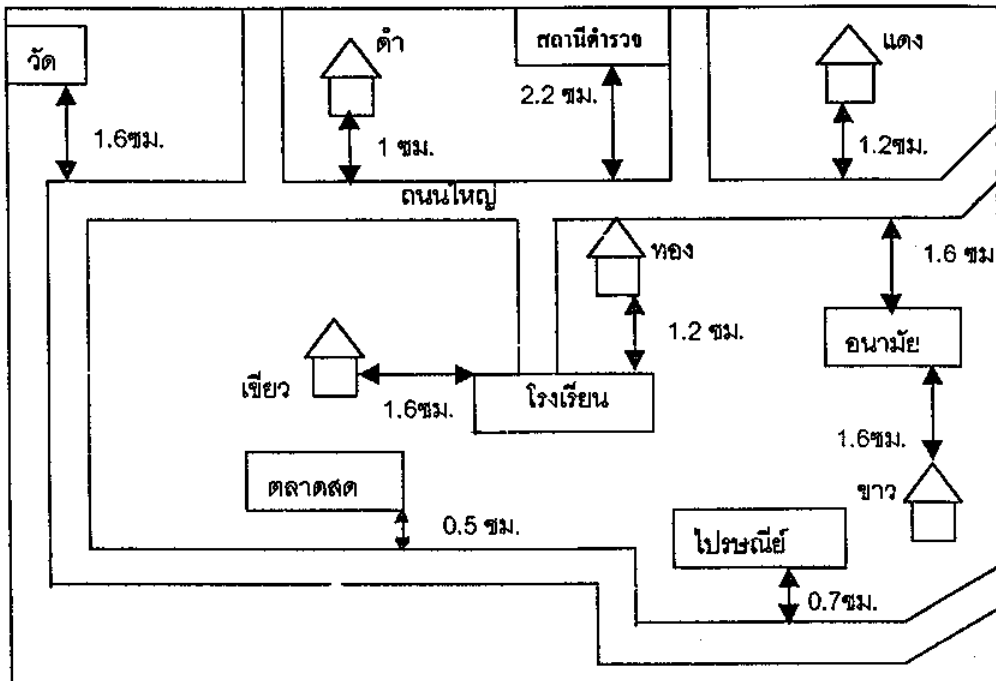 วัด
ดำ
สถานีตำรวจ
แดง
1.6ซม.
1 ซม.
2.2 ซม.
1.2ซม.
ถนนใหญ่
ทอง
1.6 ซม
1.2 ซม.
อนามัย
เขียว
1.6ซม.
โรงเรียน
1.6ซม.
ตลาดสด
ขาว
0.5 ซม.
ไปรษณีย์
0.7ซม.